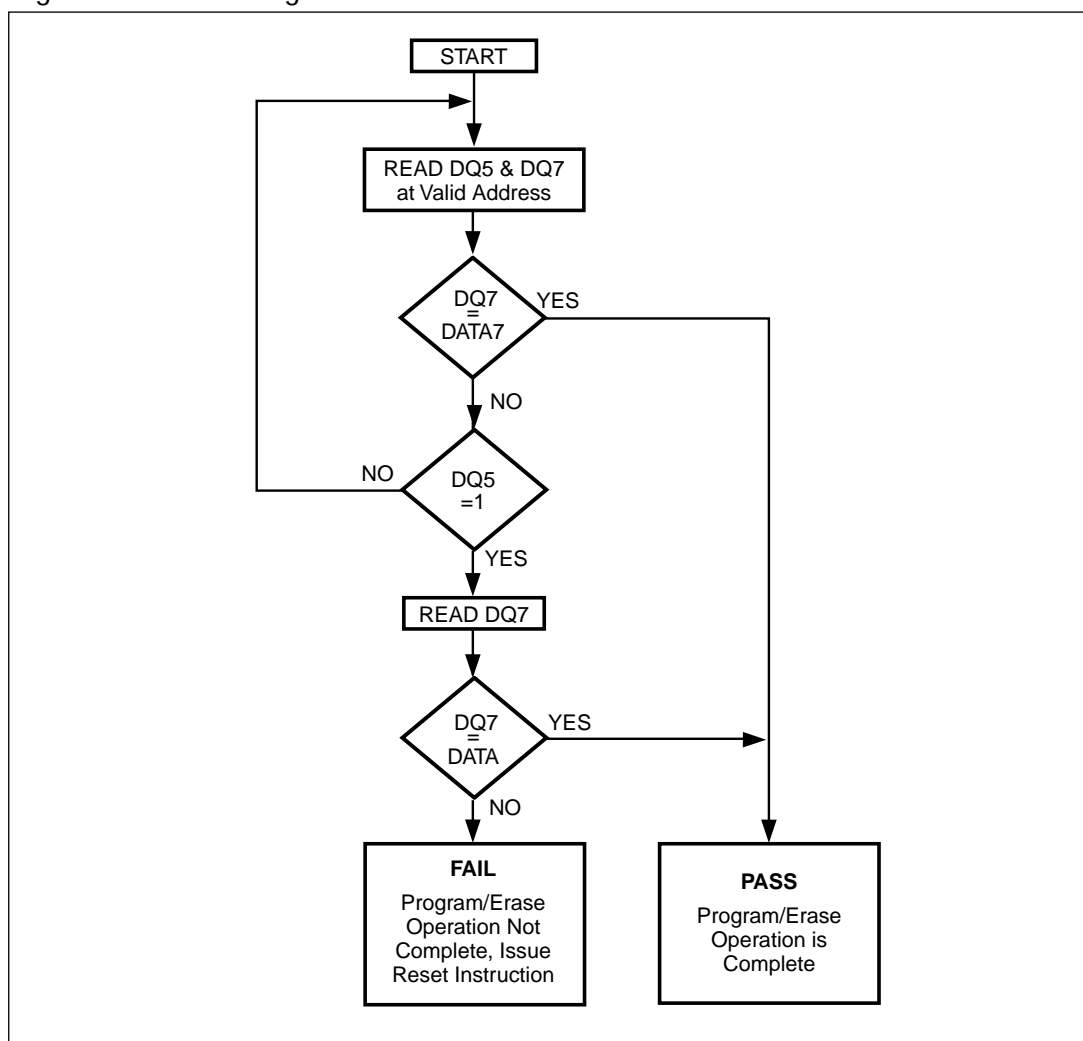 START
READ DQ5 & DQ7
at Valid Address
DQ7
=
DATA7
YES
NO
DQ5
=1
NO
YES
READ DQ7
DQ7
=
DATA
YES
NO
FAIL
Program/Erase
Operation Not
Complete, Issue
Reset Instruction
PASS
Program/Erase
Operation is
Complete